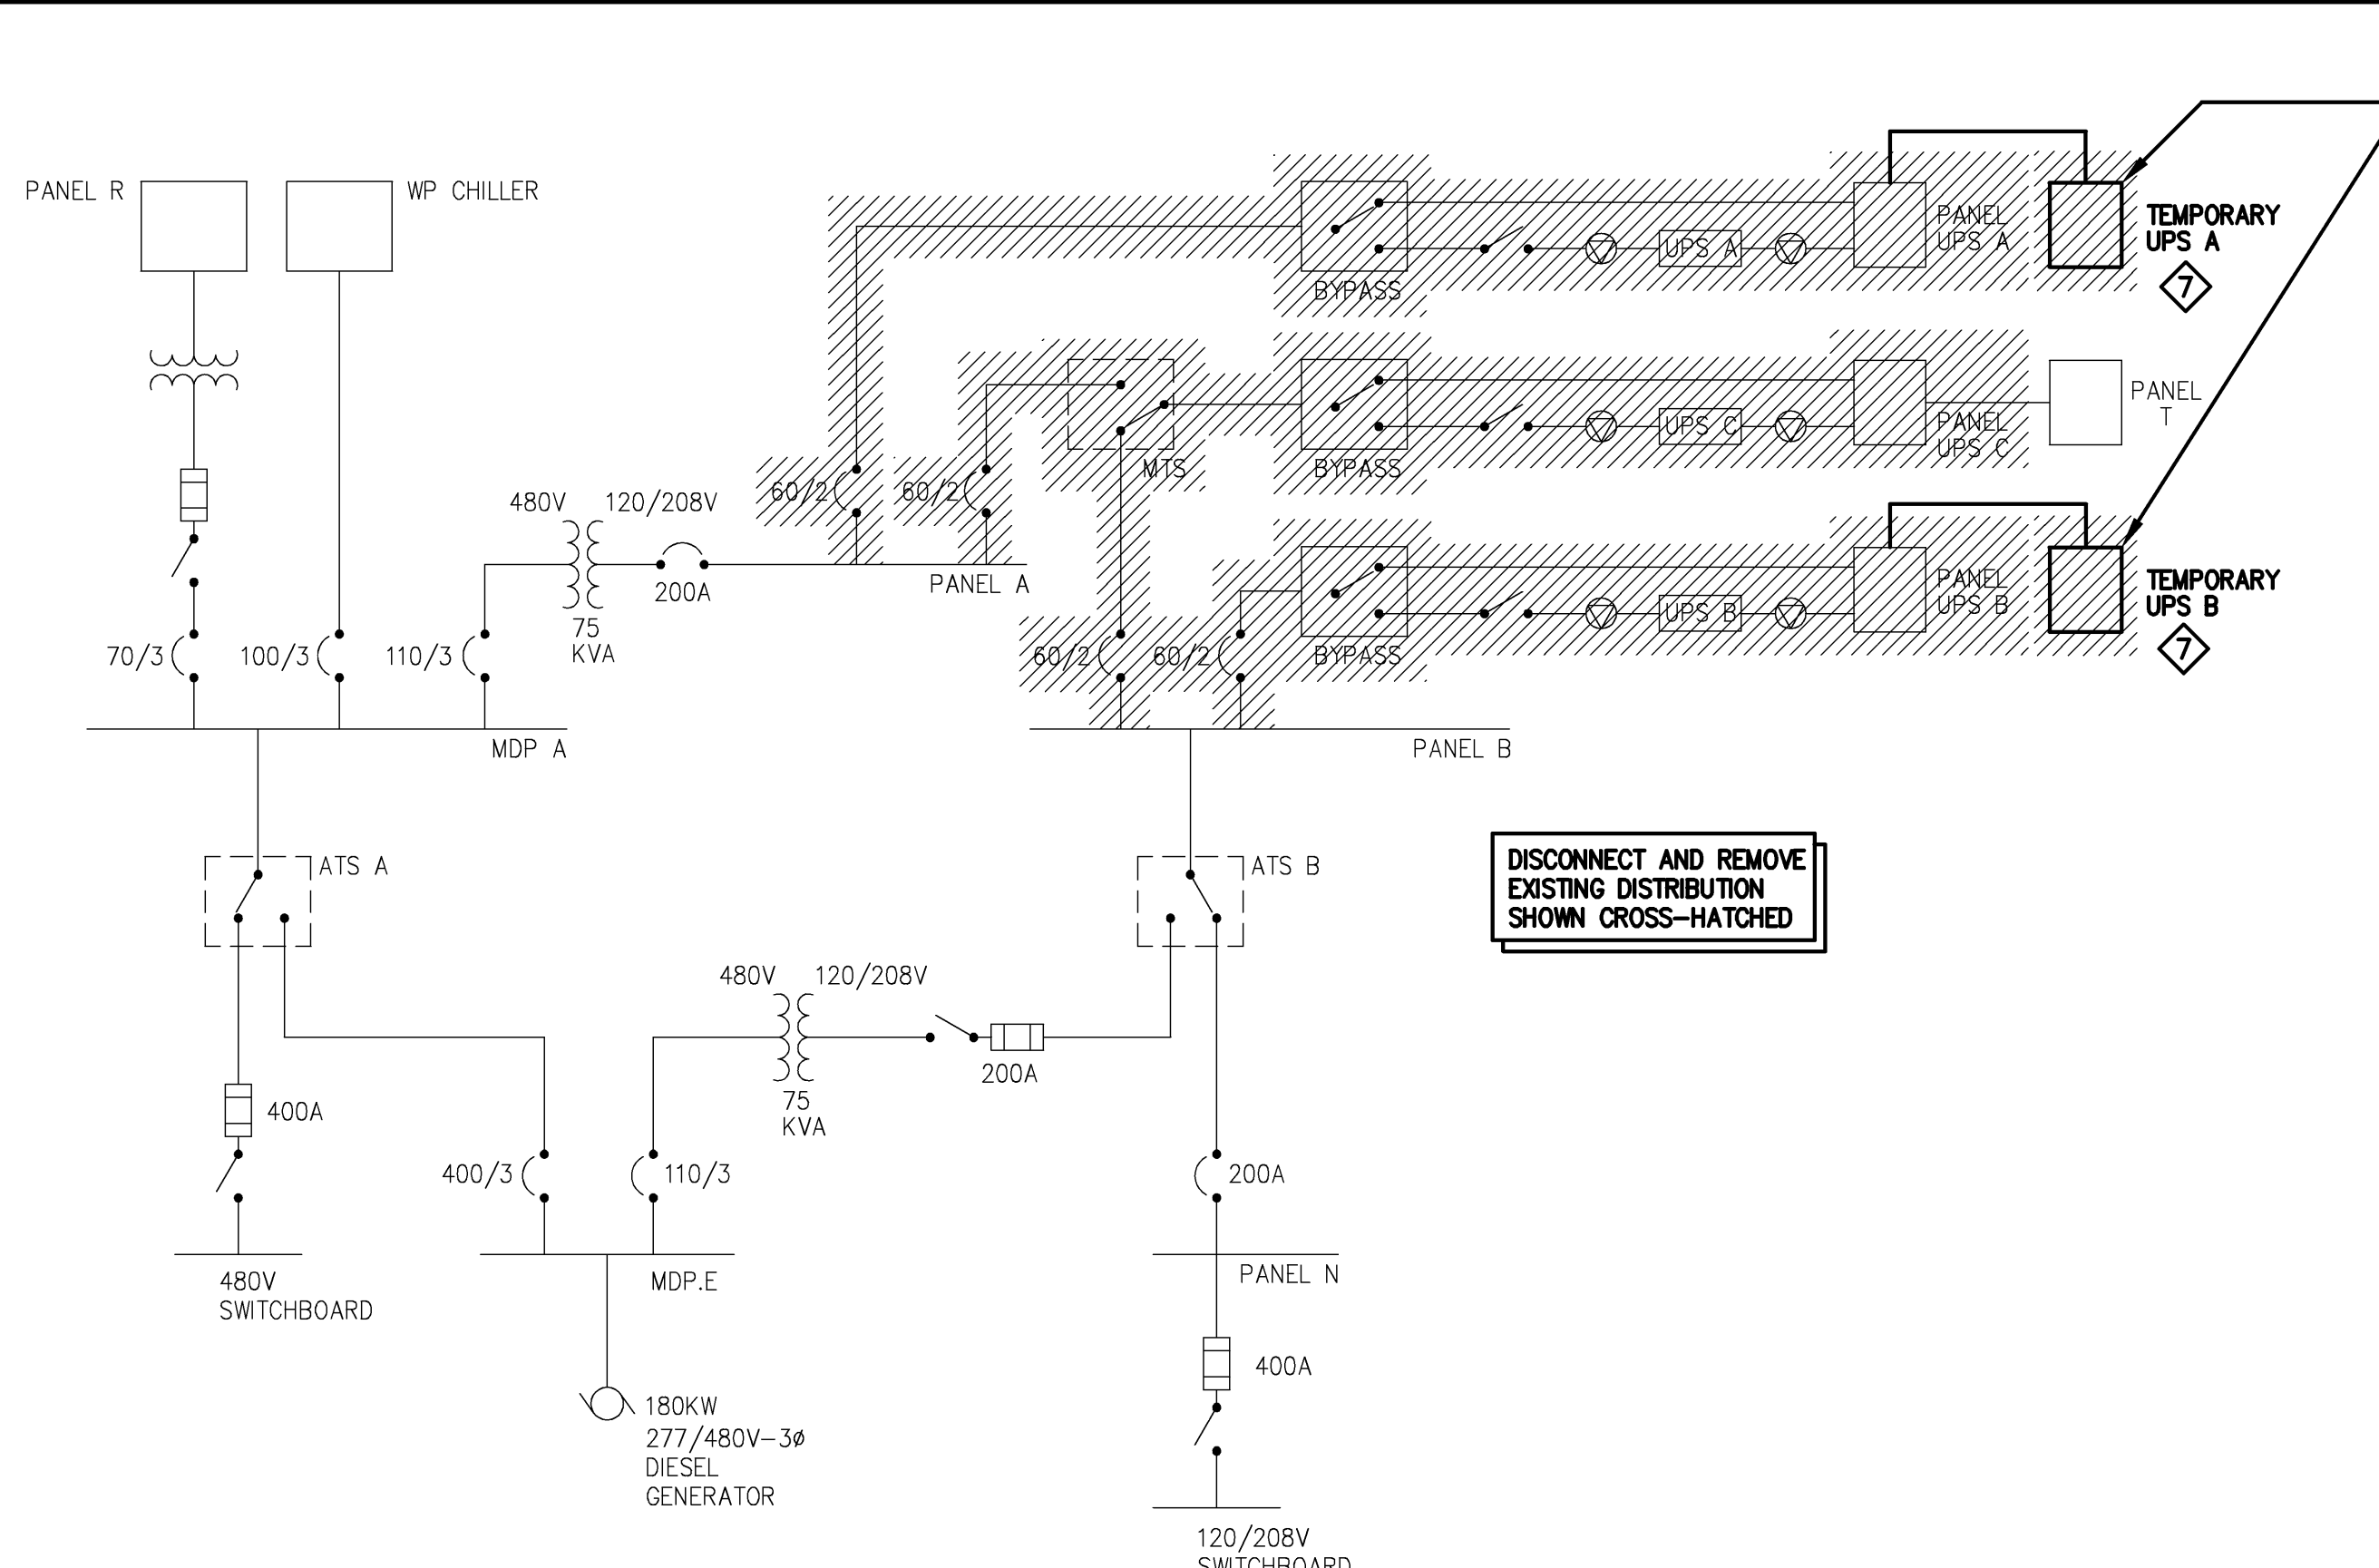 PANEL R
WP CHILLER
PANEL
UPS A
UPS A
TEMPORARY
UPS A
7
BYPASS
PANEL
T
UPS C
PANEL
UPS C
MTS
BYPASS
480V
120/208V
60/2
60/2
200A
PANEL A
75
KVA
PANEL
UPS B
UPS B
TEMPORARY
UPS B
7
BYPASS
70/3
100/3
110/3
60/2
60/2
MDP A
PANEL B
ATS A
ATS B
DISCONNECT AND REMOVE
EXISTING DISTRIBUTION
SHOWN CROSS-HATCHED
480V
120/208V
200A
75
KVA
400A
400/3
110/3
200A
480V
SWITCHBOARD
MDP.E
PANEL N
400A
180KW
277/480V-3ø
DIESEL
GENERATOR
120/208V
SWITCHBOARD